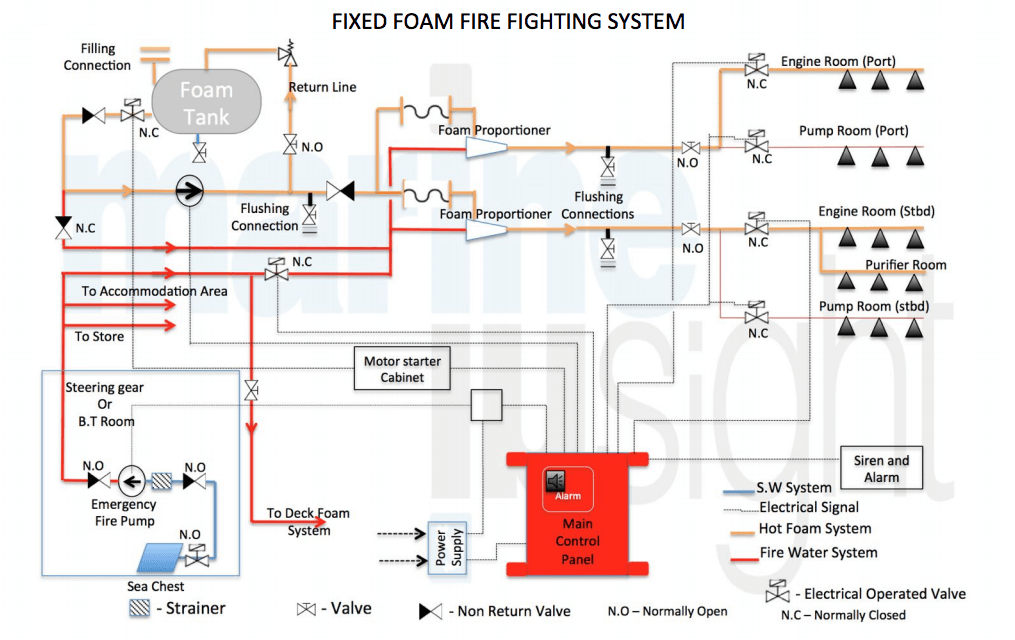 FIXED FOAM FIRE FIGHTING SYSTEM
Filling
Connection
Foam
Tank
N.C
Return Line
N.O
Engine Room (Port)
N.C
Foam Proportioner
Pump Room (Port)
N.O
N.C
Flushing
Connection
N.C
Foam Proportioner
Flushing
Connections
N.O
Engine Room (Stbd)
N.C
Purifier Room
N.C
To Accommodation Area
To Store
Pump Room (stbd)
N.C
Motor starter
Cabinet
Steering gear
Or
B.T Room
N.O
N.O
Emergency
Fire Pump
N.O
Sea Chest
To Deck Foam
System
Power
Supply
Alarm
Main
Control
Panel
Siren and
Alarm
S.W System
Electrical Signal
Hot Foam System
Fire Water System
- Strainer
- Valve
- Non Return Valve
N.O – Normally Open
- Electrical Operated Valve
N.C – Normally Closed
marine
insight